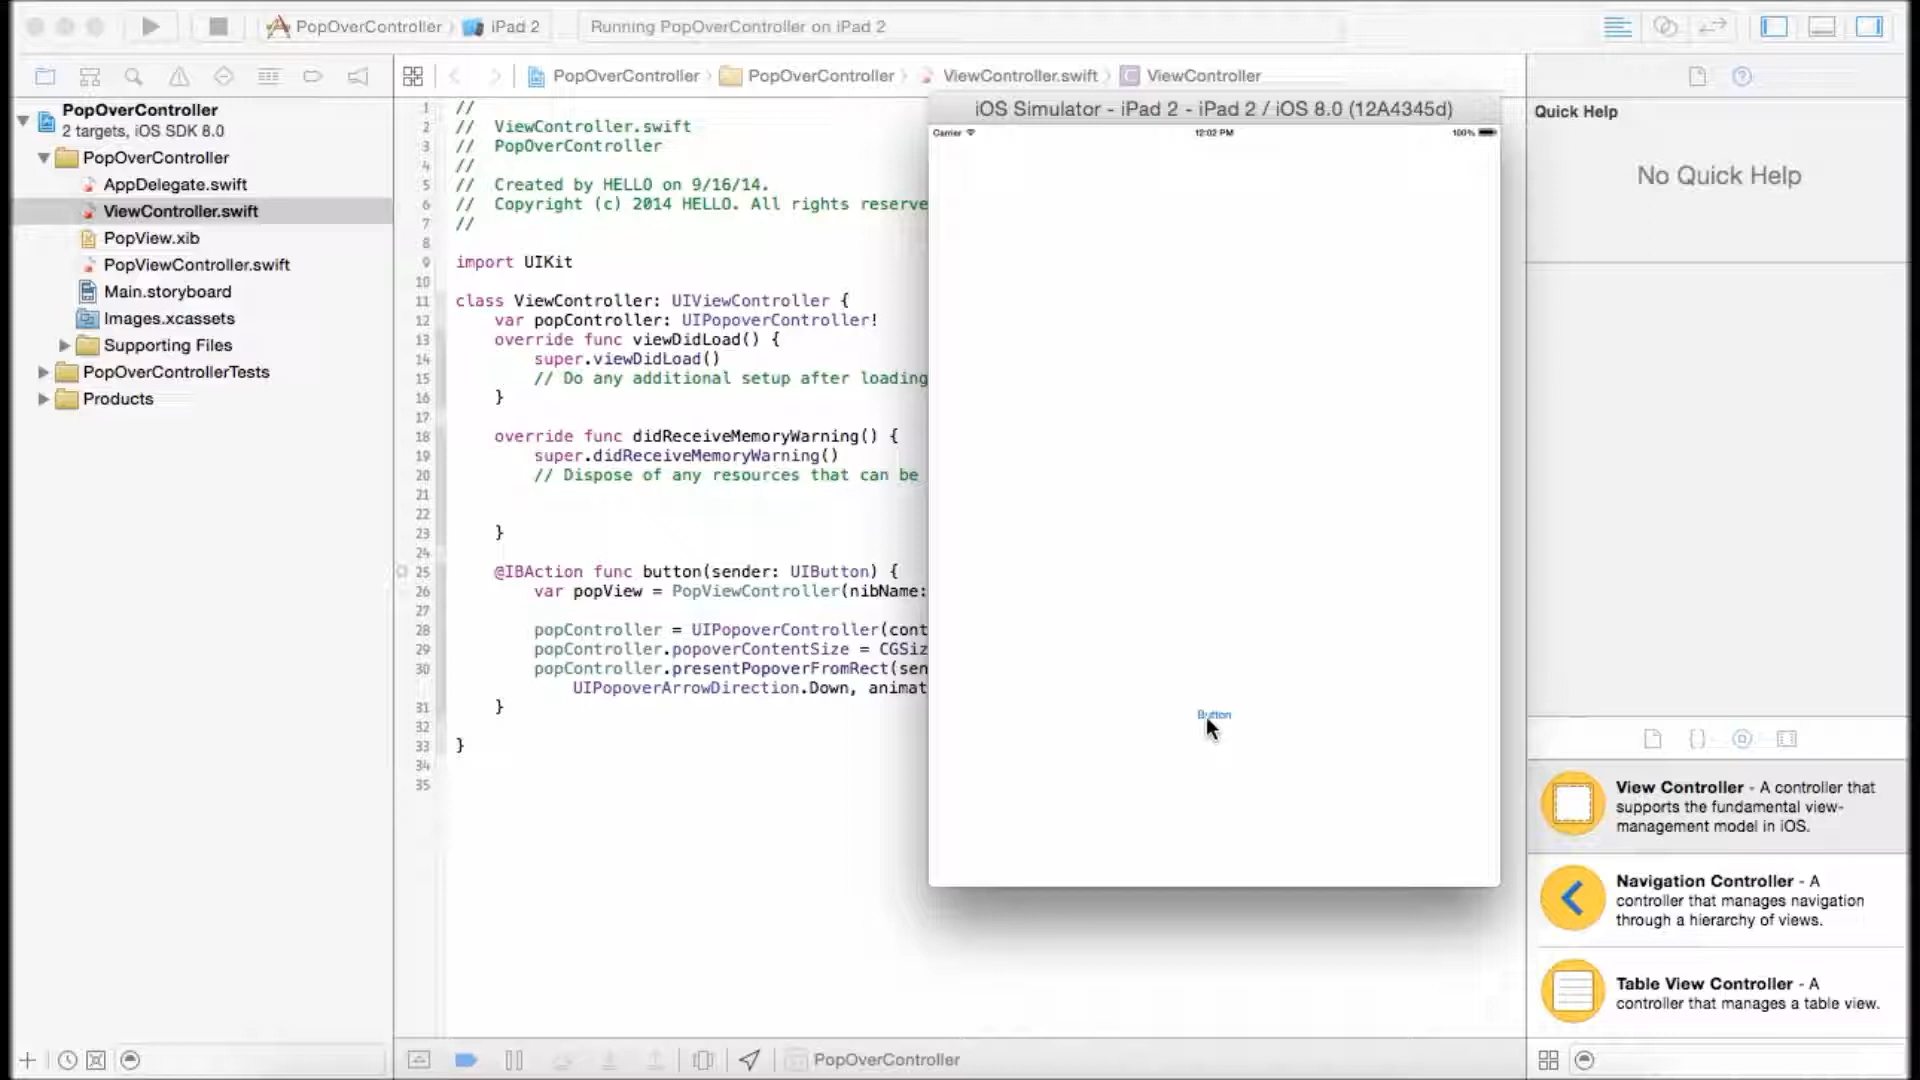 PopOverController
iPad 2
Running PopOverController on iPad 2
PopOverController
PopOverController
ViewController.swift
ViewController
PopOverController
2 targets, iOS SDK 8.0
PopOverController
AppDelegate.swift
ViewController.swift
PopView.xib
PopViewController.swift
Main.storyboard
Images.xcassets
Supporting Files
PopOverControllerTests
Products
1 //
2 // ViewController.swift
3 // PopOverController
4 //
5 // Created by HELLO on 9/16/14.
6 // Copyright (c) 2014 HELLO. All rights reserve
7 //
8
9 import UIKit
10
11 class ViewController: UIViewController {
12 var popController: UIPopoverController!
13 override func viewDidLoad() {
14 super.viewDidLoad()
15 // Do any additional setup after loading
16 }
17
18 override func didReceiveMemoryWarning() {
19 super.didReceiveMemoryWarning()
20 // Dispose of any resources that can be
21
22
23 }
24
25 @IBAction func button(sender: UIButton) {
26 var popView = PopViewController(nibName:
27
28 popController = UIPopoverController(cont
29 popController.popoverContentSize = CGSiz
30 popController.presentPopoverFromRect(sen
UIPopoverArrowDirection.Down, animat
31 }
32
33 }
34
35
iOS Simulator - iPad 2 - iPad 2 / iOS 8.0 (12A4345d)
Carrier
12:02 PM
100%
Button
Quick Help
No Quick Help
View Controller - A controller that
supports the fundamental view-
management model in iOS.
Navigation Controller - A
controller that manages navigation
through a hierarchy of views.
Table View Controller - A
controller that manages a table view.
PopOverController